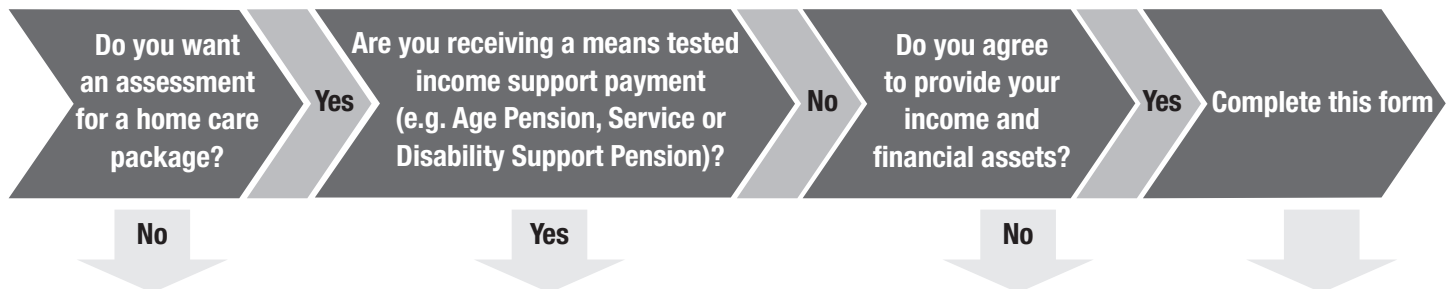 Do you want
an assessment
for a home care
package?
Yes
Are you receiving a means tested
income support payment
(e.g. Age Pension, Service or
Disability Support Pension)?
No
Do you agree
to provide your
income and
financial assets?
Yes
Complete this form
No
Yes
No